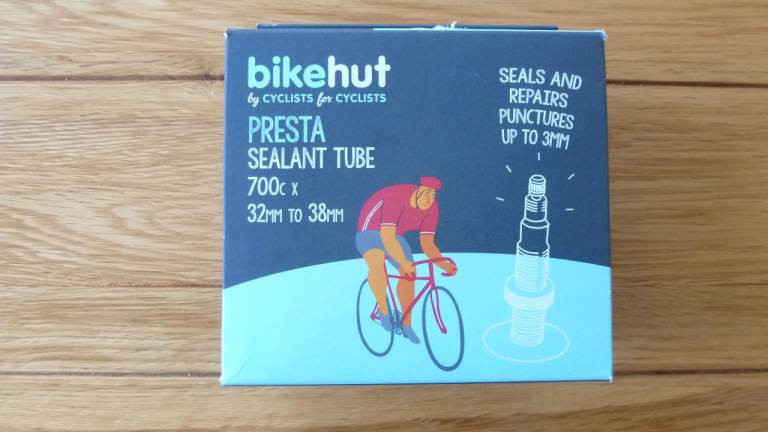 bikehut
by CYCLISTS for CYCLISTS
PRESTA
SEALANT TUBE
700C X
32MM TO 38MM
SEALS AND
REPAIRS
PUNCTURES
UP TO 3MM